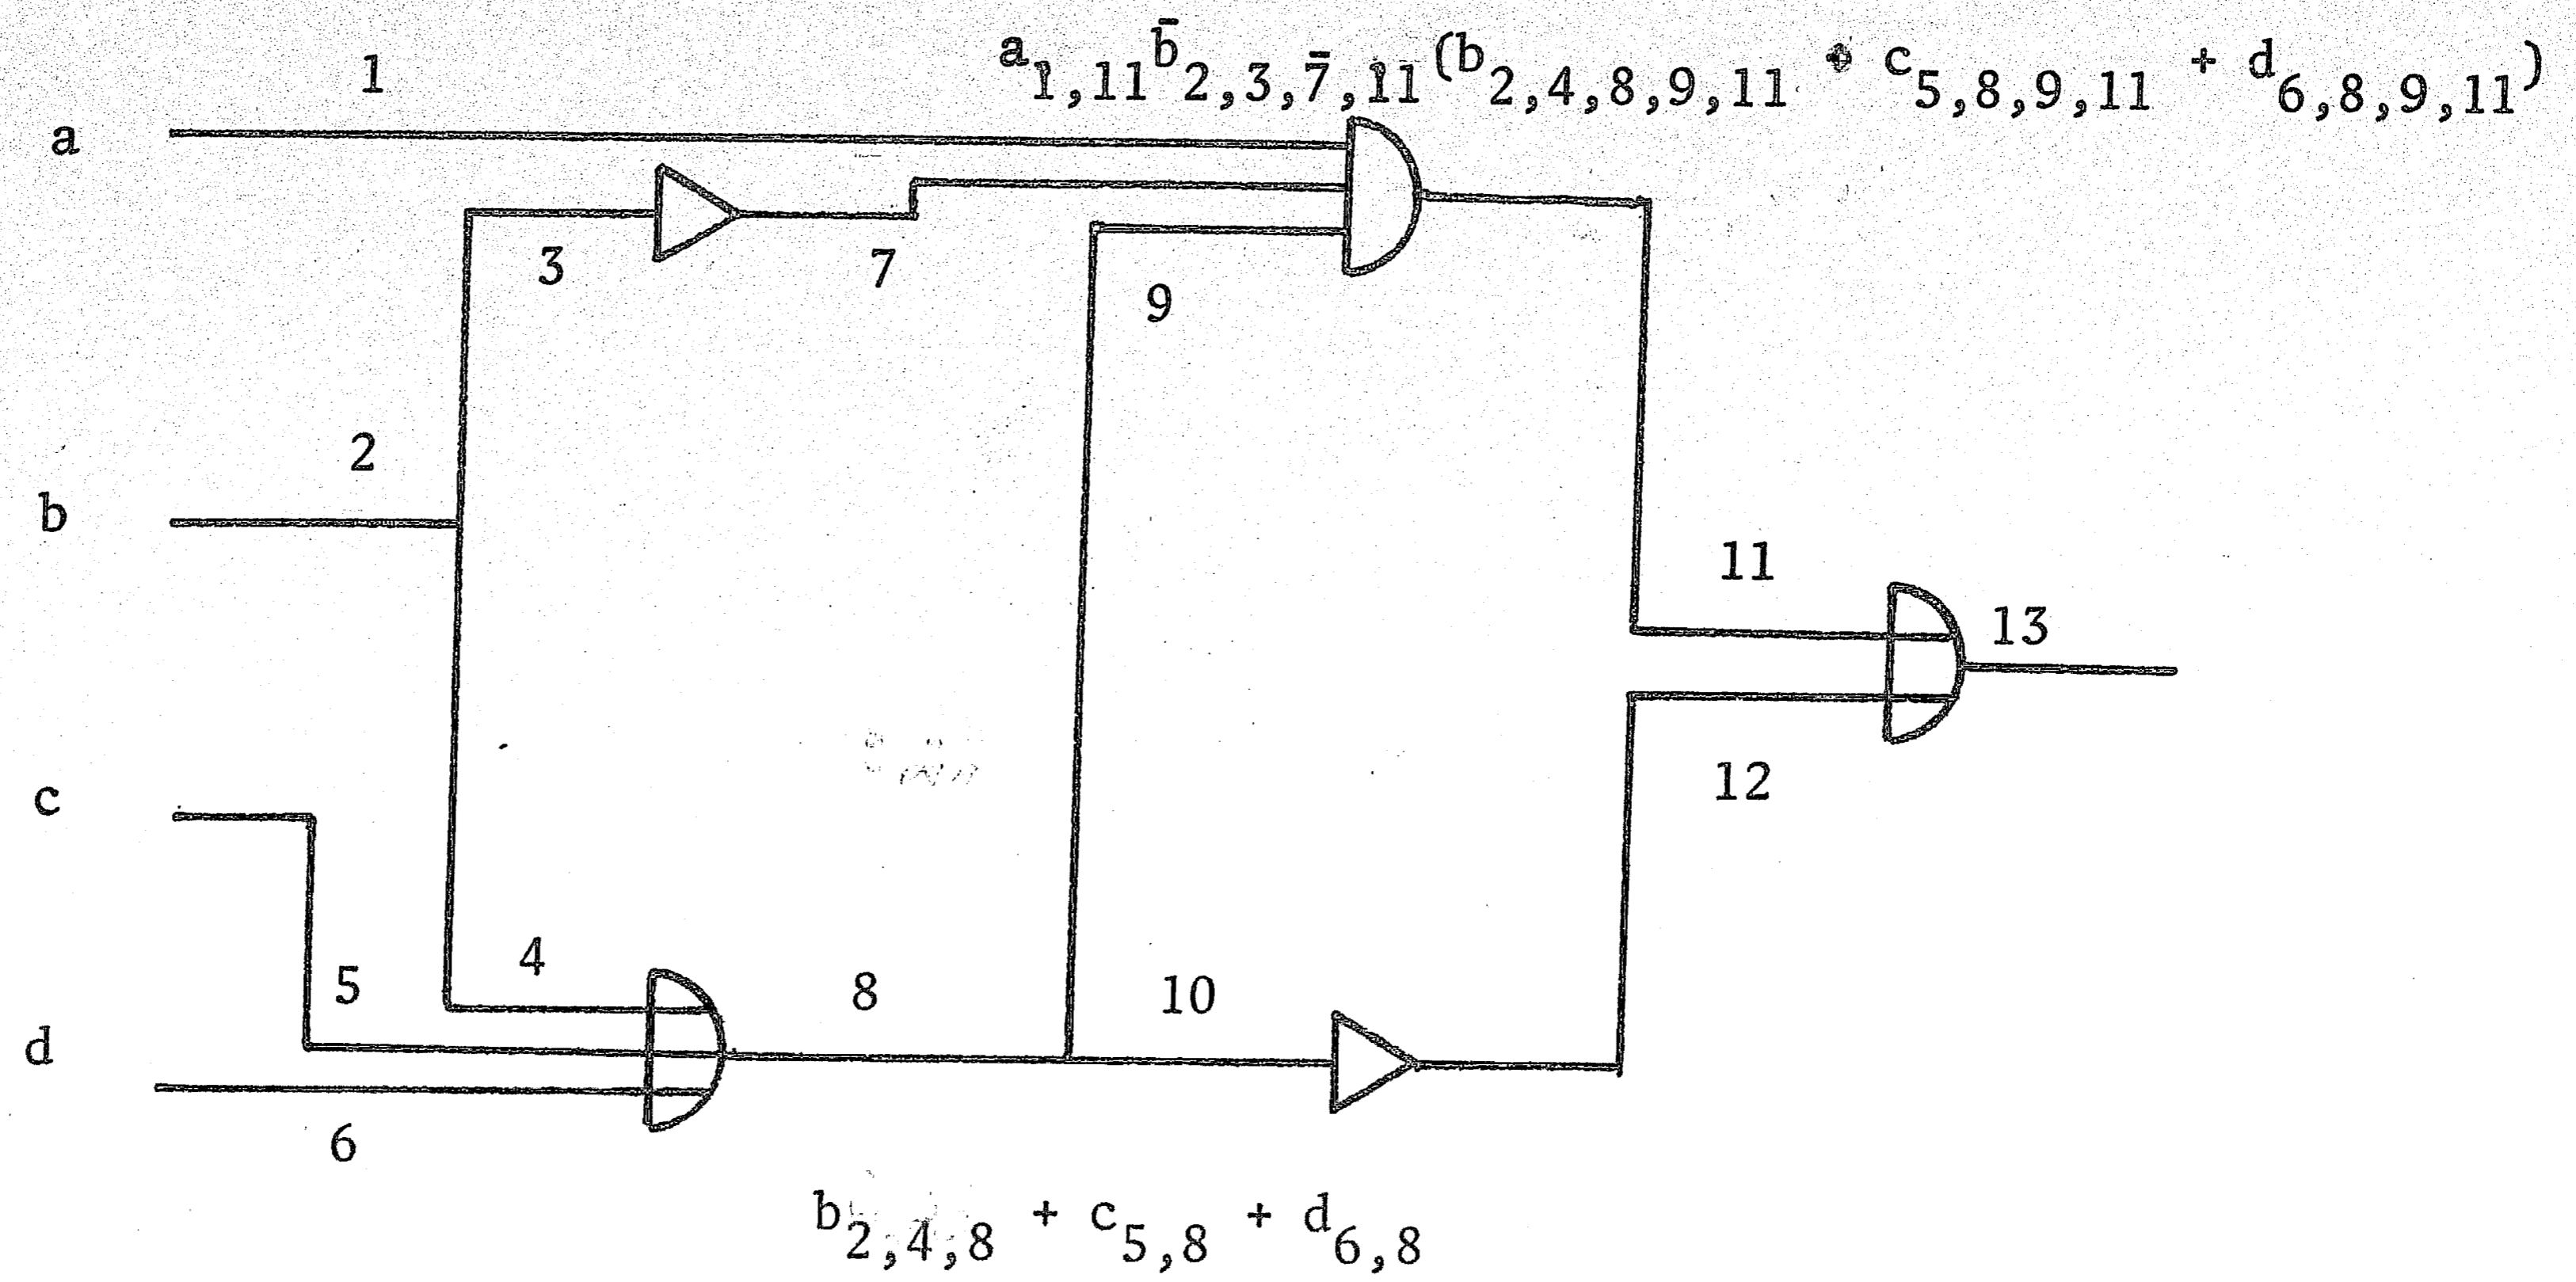 1
a₁,₁₁b̄₂,₃,₇̄,₁₁(b₂,₄,₈,₉,₁₁ + c₅,₈,₉,₁₁ + d₆,₈,₉,₁₁)
a
3
7
9
2
b
11
13
12
c
4
5
8
10
d
6
b₂,₄,₈ + c₅,₈ + d₆,₈